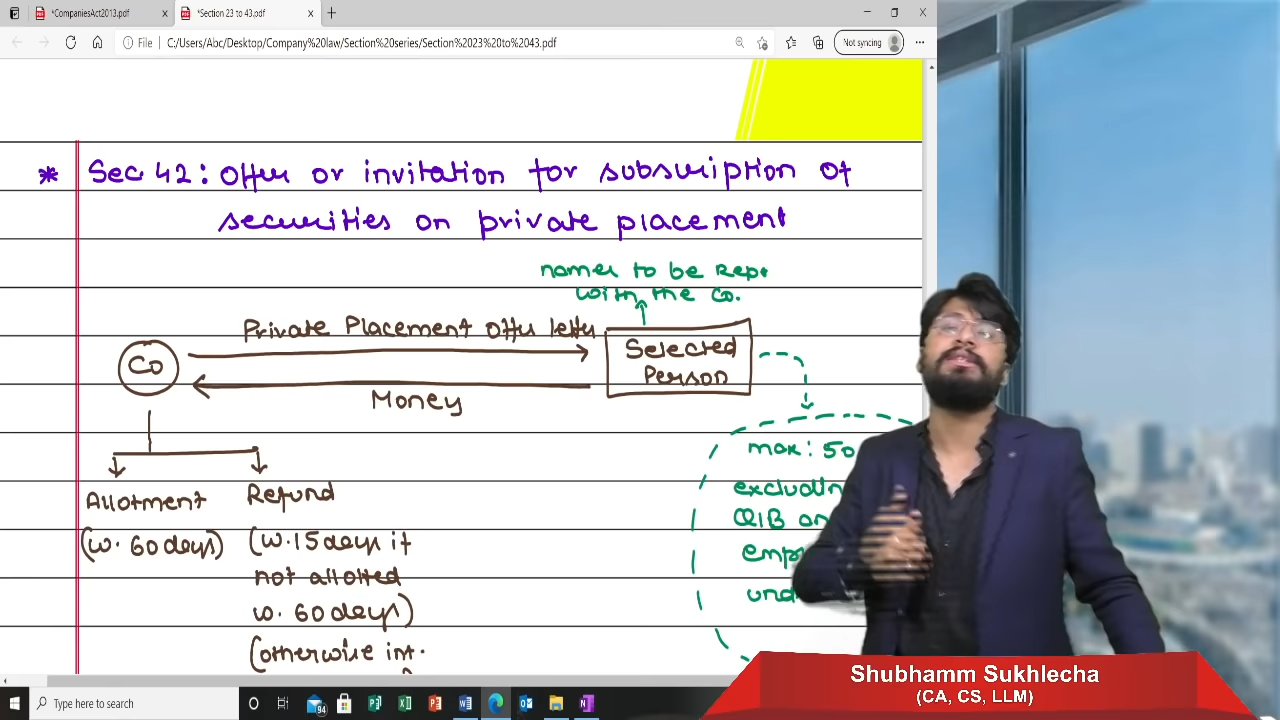 *CompaniesAct2013.pdf
*Section 23 to 43.pdf
File
C:/Users/Abc/Desktop/Company%20law/Section%20series/Section%2023%20to%2043.pdf
Not syncing
* Sec 42: Offer or invitation for subscription of
securities on private placement
names to be Rep.
with the Co.
Private Placement Offer letter
Co
Selected
Person
Money
max: 50
excludin
QIB an
emp
und
Allotment
(w. 60 days)
Refund
(w. 15 days if
not allotted
w. 60 days)
(otherwise int.
Shubhamm Sukhlecha
(CA, CS, LLM)
Type here to search
94